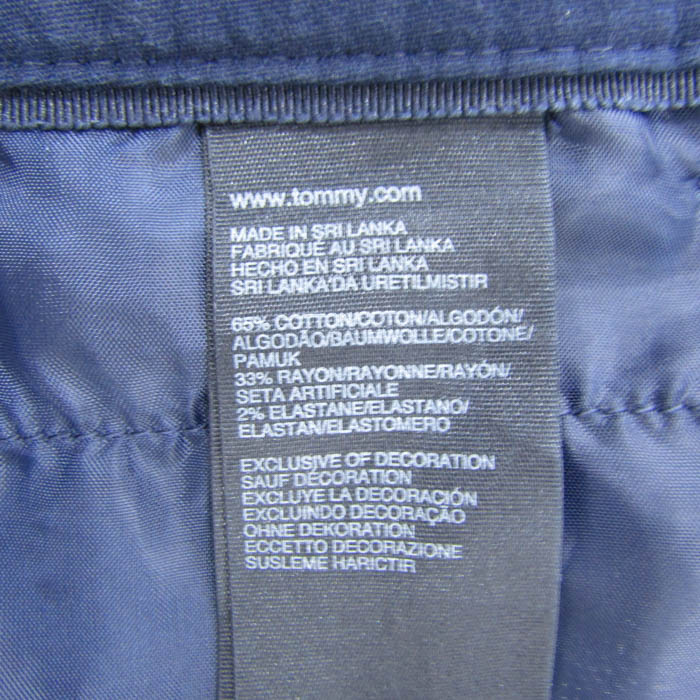 www.tommy.com
MADE IN SRI LANKA
FABRIQUÉ AU SRI LANKA
HECHO EN SRI LANKA
SRI LANKA'DA URETILMISTIR
65% COTTON/COTON/ALGODÓN/
ALGODÃO/BAUMWOLLE/COTONE/
PAMUK
33% RAYON/RAYONNE/RAYÓN/
SETA ARTIFICIALE
2% ELASTANE/ELASTANO/
ELASTAN/ELASTOMERO
EXCLUSIVE OF DECORATION
SAUF DÉCORATION
EXCLUYE LA DECORACIÓN
EXCLUINDO DECORAÇÃO
OHNE DEKORATION
ECCETTO DECORAZIONE
SUSLEME HARICTIR